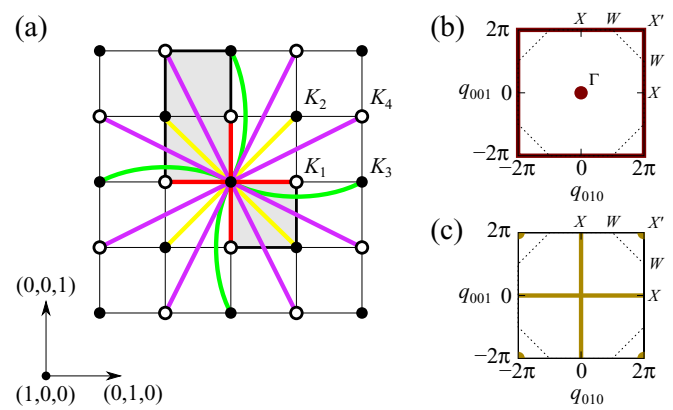 (a)
K₂ K₄
K₁ K₃
(0,0,1)
(1,0,0) (0,1,0)
(b)
X W X'
2π
W
Γ
q₀₀₁ 0 X
−2π
−2π 0 2π
q₀₁₀
(c)
X W X'
2π
W
q₀₀₁ 0 X
−2π
−2π 0 2π
q₀₁₀